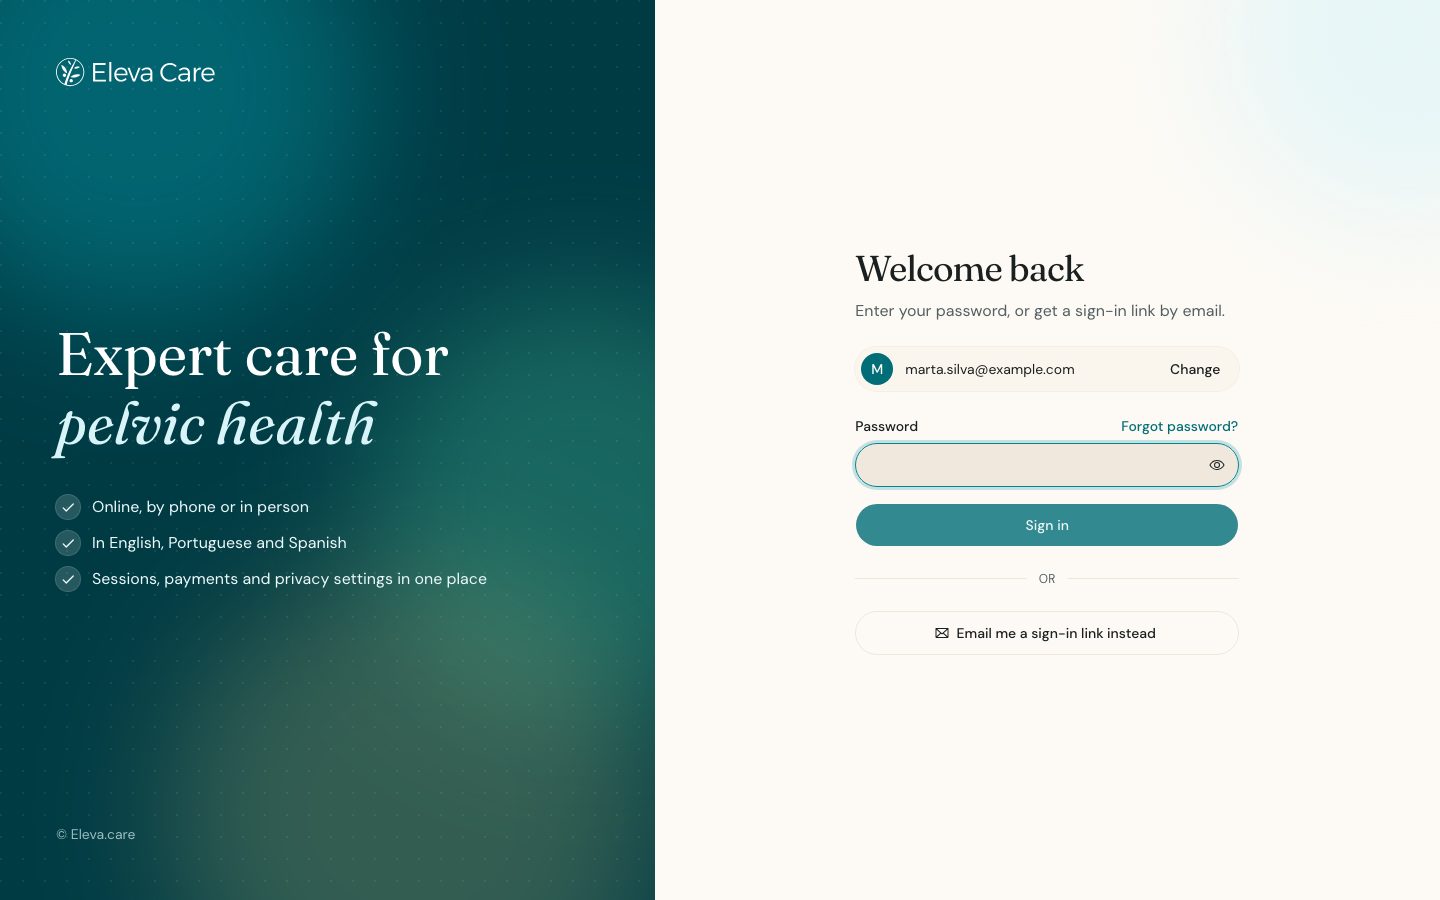 Eleva Care
Expert care for
pelvic health
Online, by phone or in person
In English, Portuguese and Spanish
Sessions, payments and privacy settings in one place
© Eleva.care
Welcome back
Enter your password, or get a sign-in link by email.
M marta.silva@example.com Change
Password Forgot password?
Sign in
OR
Email me a sign-in link instead